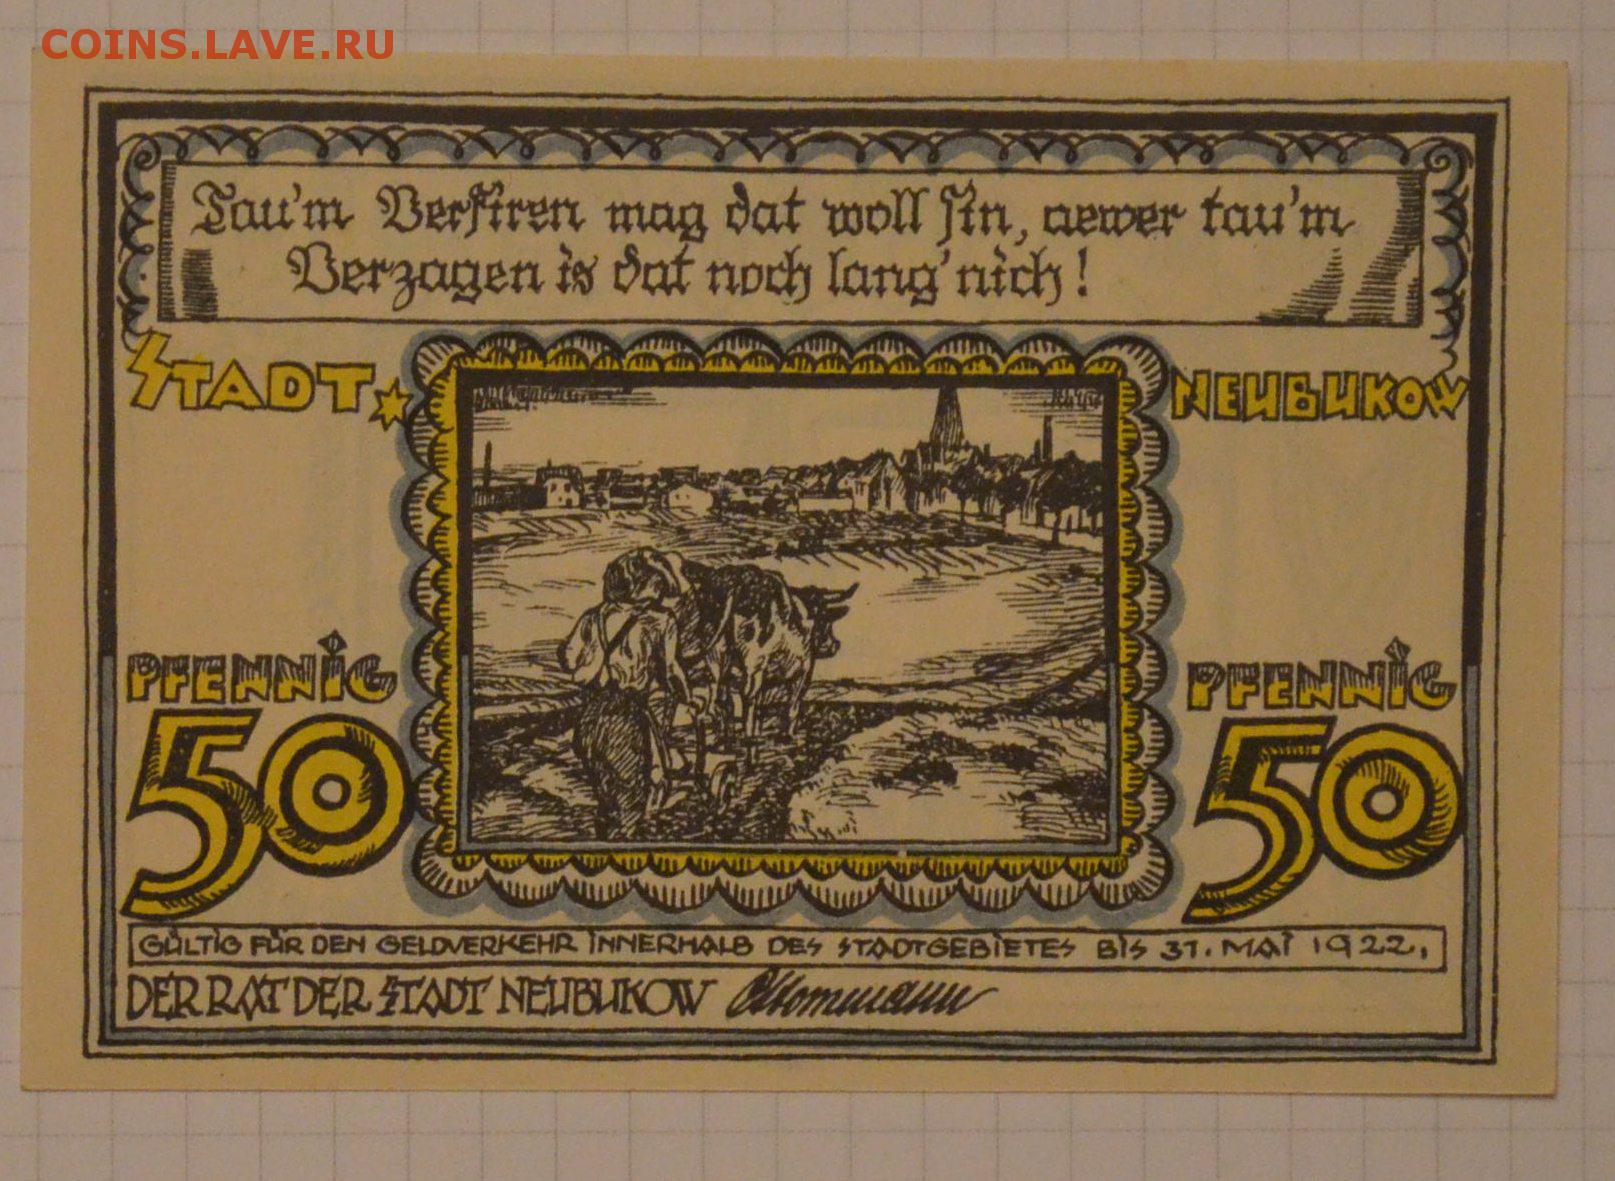 COINS.LAVE.RU
Tau'm Verfiren mag dat woll sin, aewer tau'm
Verzagen is dat noch lang' nich!
STADT NEUBUKOW
PFENNIG PFENNIG
50 50
GÜLTIG FÜR DEN GELDVERKEHR INNERHALB DES STADTGEBIETES BIS 31. MAI 1922.
DER RAT DER STADT NEUBUKOW